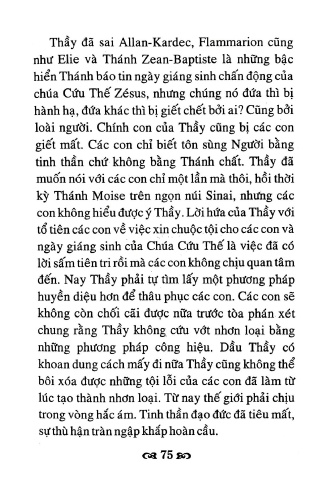 Thầy đã sai Allan-Kardec, Flammarion cũng
như Elie và Thánh Zean-Baptiste là những bậc
hiển Thánh báo tin ngày giáng sinh chấn động của
chúa Cứu Thế Zésus, nhưng chúng nó đứa thì bị
hành hạ, đứa khác thì bị giết chết bởi ai? Cũng bởi
loài người. Chính con của Thầy cũng bị các con
giết mất. Các con chỉ biết tôn sùng Người bằng
tinh thần chứ không bằng Thánh chất. Thầy đã
muốn nói với các con chỉ một lần mà thôi, hồi thời
kỳ Thánh Moise trên ngọn núi Sinai, nhưng các
con không hiểu được ý Thầy. Lời hứa của Thầy với
tổ tiên các con về việc xin chuộc tội cho các con và
ngày giáng sinh của Chúa Cứu Thế là việc đã có
lời sấm tiên tri rồi mà các con không chịu quan tâm
đến. Nay Thầy phải tự tìm lấy một phương pháp
huyền diệu hơn để thâu phục các con. Các con sẽ
không còn chối cãi được nữa trước tòa phán xét
chung rằng Thầy không cứu vớt nhơn loại bằng
những phương pháp công hiệu. Dầu Thầy có
khoan dung cách mấy đi nữa Thầy cũng không thể
bôi xóa được những tội lỗi của các con đã làm từ
lúc tạo thành nhơn loại. Từ nay thế giới phải chịu
trong vòng hắc ám. Tinh thần đạo đức đã tiêu mất,
sự thù hận tràn ngập khắp hoàn cầu.
75